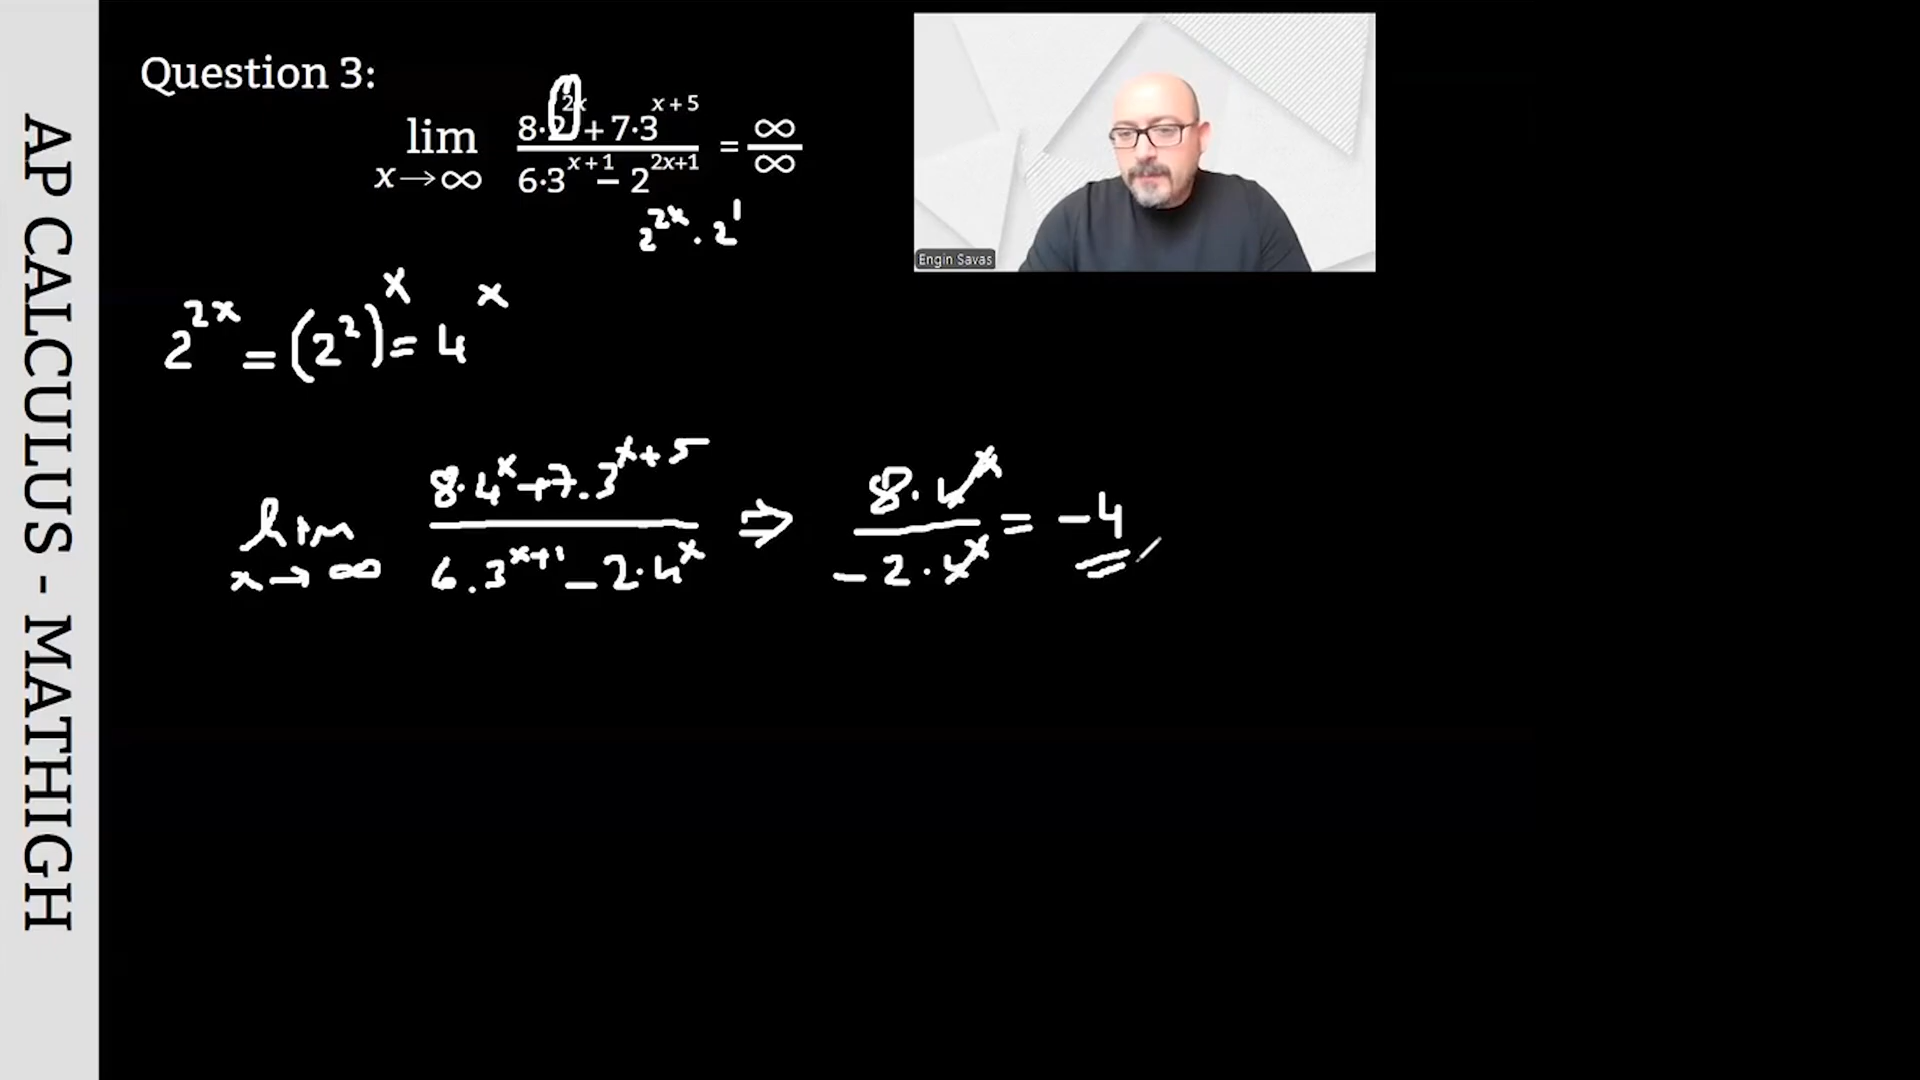 AP CALCULUS - MATHIGH
Question 3:
lim x→∞ (8·2^2x + 7·3^x+5) / (6·3^x+1 − 2^2x+1) = ∞/∞
2^2x · 2^1
2^2x = (2^2)^x = 4^x
lim x→∞ (8·4^x + 7·3^x+5) / (6·3^x+1 − 2·4^x) ⇒ (8·4^x) / (−2·4^x) = −4
Engin Savas